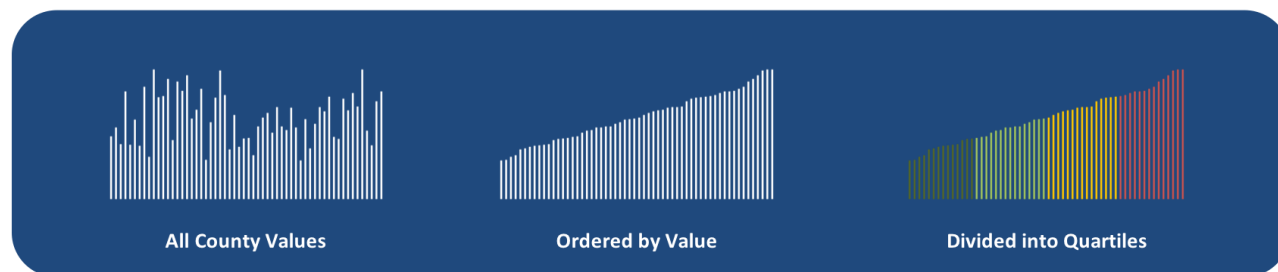 All County Values
Ordered by Value
Divided into Quartiles